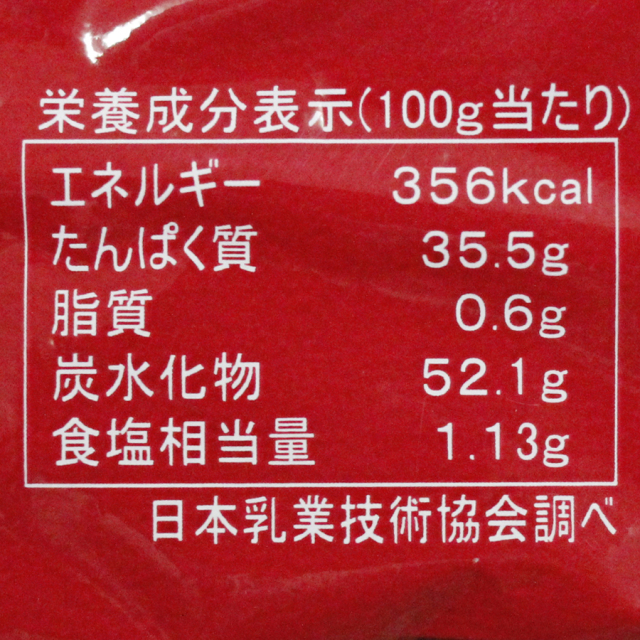 栄養成分表示(100g当たり)
エネルギー 356kcal
たんぱく質 35.5g
脂質 0.6g
炭水化物 52.1g
食塩相当量 1.13g
日本乳業技術協会調べ